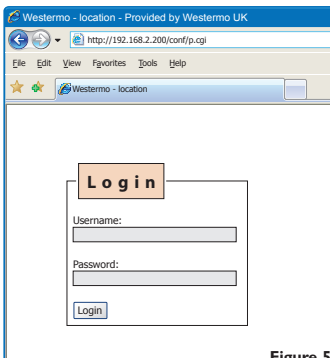 Westermo - location - Provided by Westermo UK
http://192.168.2.200/conf/p.cgi
File Edit View Favorites Tools Help
Westermo - location
Login
Username:
Password:
Login
Figure 5